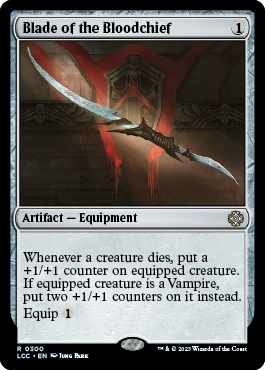 Blade of the Bloodchief 1
Artifact — Equipment
Whenever a creature dies, put a
+1/+1 counter on equipped creature.
If equipped creature is a Vampire,
put two +1/+1 counters on it instead.
Equip 1
R 0300
LCC • EN Jung Park
™ & © 2023 Wizards of the Coast